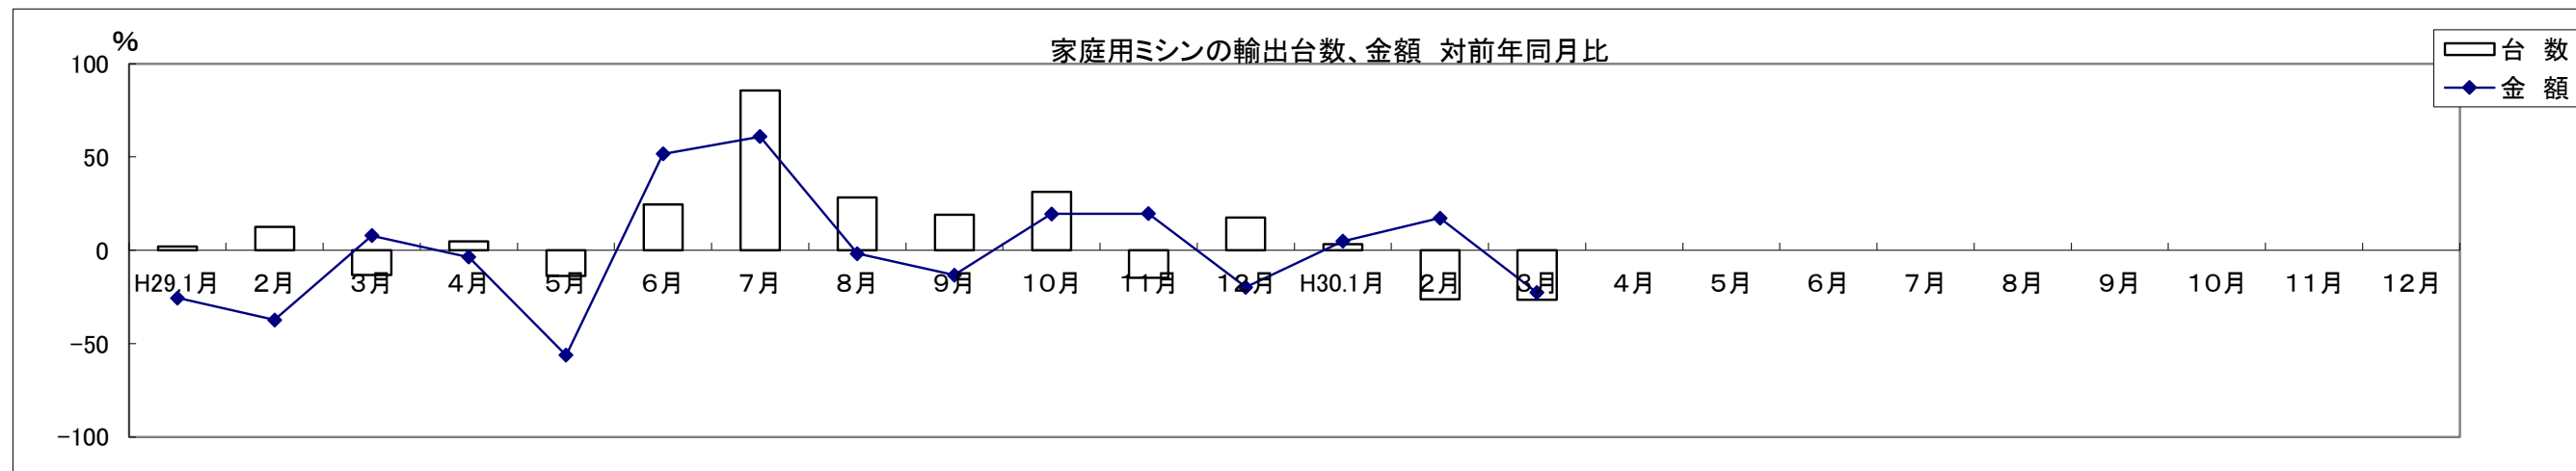 %
家庭用ミシンの輸出台数、金額 対前年同月比
台 数
金 額
100
50
0
-50
-100
H29.1月 2月 3月 4月 5月 6月 7月 8月 9月 10月 11月 12月 H30.1月 2月 3月 4月 5月 6月 7月 8月 9月 10月 11月 12月